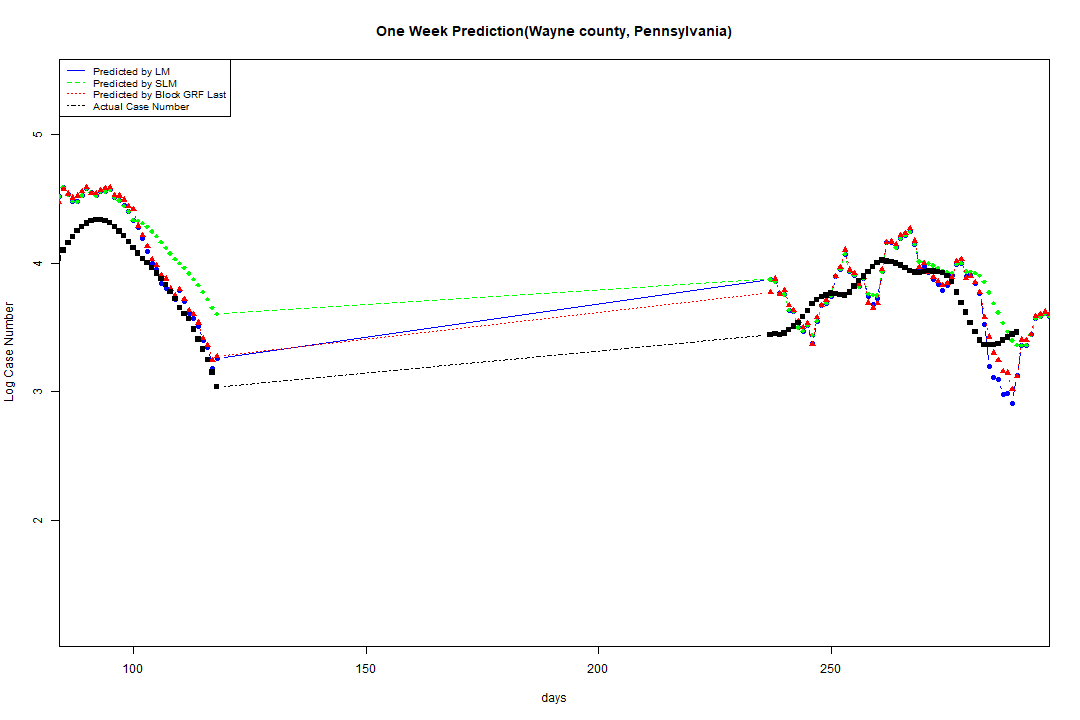 One Week Prediction(Wayne county, Pennsylvania)
Predicted by LM
Predicted by SLM
Predicted by Block GRF Last
Actual Case Number
5
4
3
2
Log Case Number
100 150 200 250
days